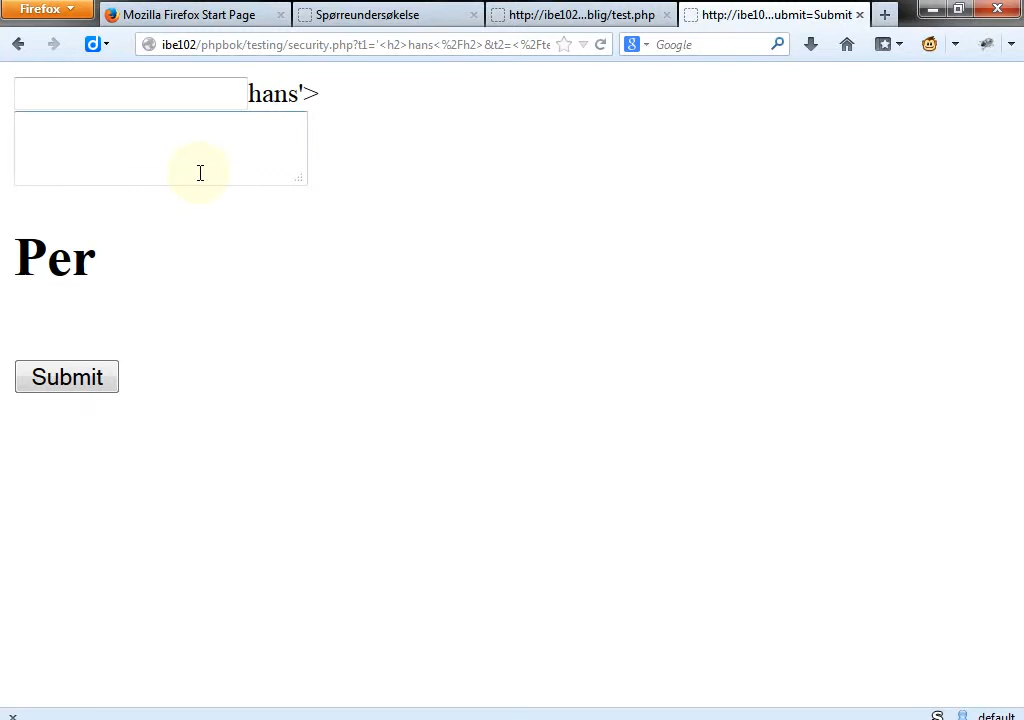 Firefox
Mozilla Firefox Start Page
Spørreundersøkelse
http://ibe102...blig/test.php
http://ibe10...ubmit=Submit
ibe102/phpbok/testing/security.php?t1='<h2>hans<%2Fh2>&t2=<%2Fte
Google
hans'>
Per
Submit
default